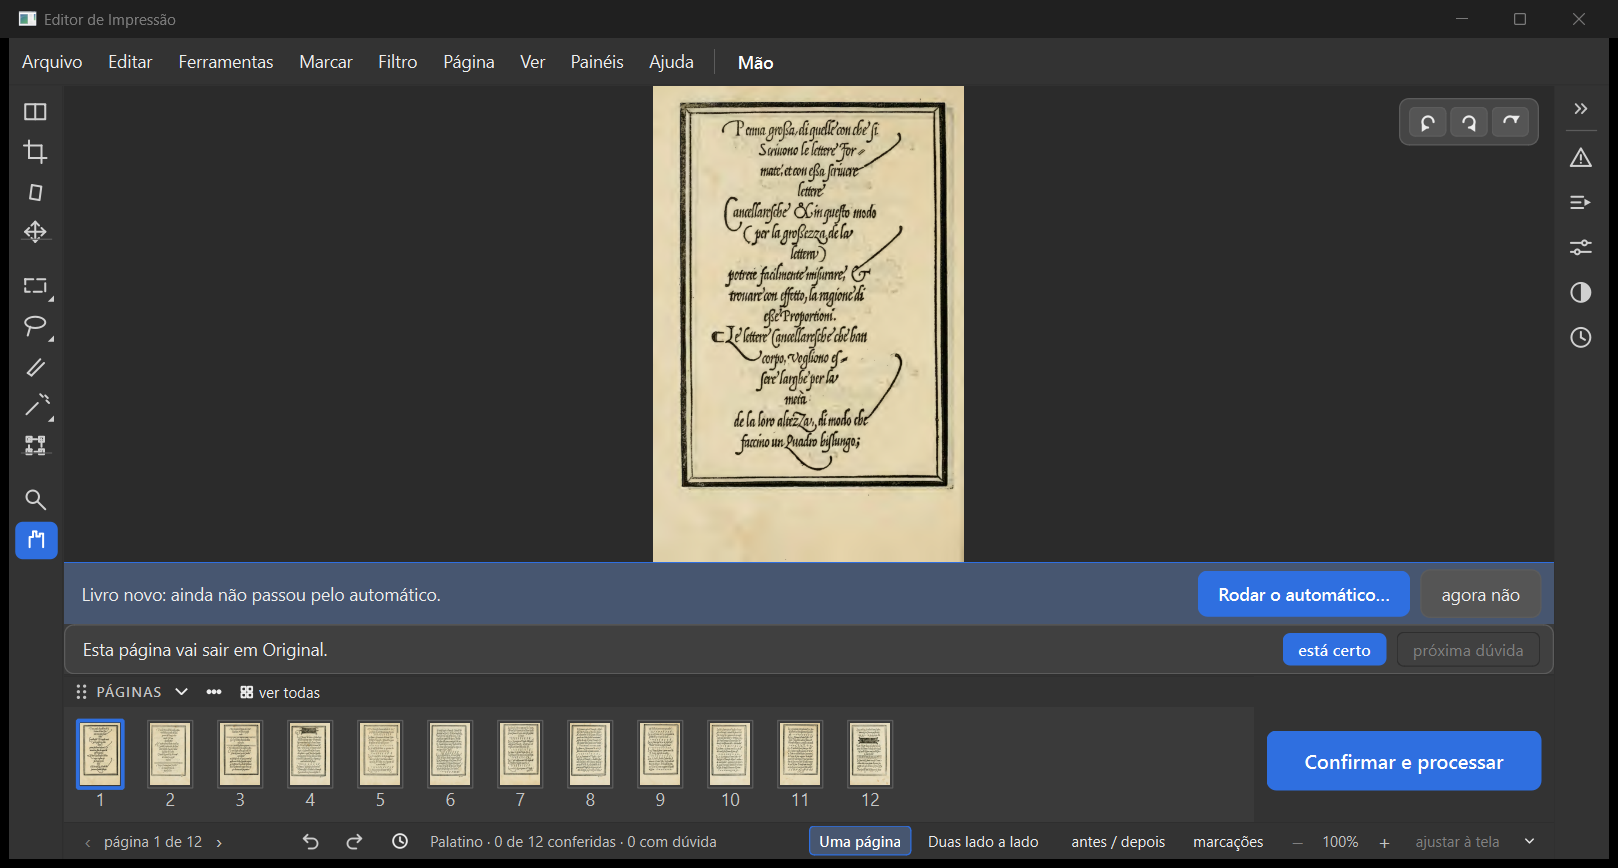 Editor de Impressão
Arquivo Editar Ferramentas Marcar Filtro Página Ver Painéis Ajuda Mão
Penna grossa, di quelle con che si
Scriuono le lettere For=
mate, et con essa scriuere
lettere
Cancellaresche & in questo modo
(per la grossezza de la
lettera)
potrete facilmente misurare, &
trouare con effetto, la ragione di
esse Proportioni.
Le lettere Cancellaresche che han
corpo, Vogliono es=
sere larghe per la
metà
de la loro altezza, di modo che
faccino un Quadro bislungo;
Livro novo: ainda não passou pelo automático.
Rodar o automático... agora não
Esta página vai sair em Original.
está certo próxima dúvida
PÁGINAS ••• ver todas
1 2 3 4 5 6 7 8 9 10 11 12
Confirmar e processar
‹ página 1 de 12 › Palatino · 0 de 12 conferidas · 0 com dúvida Uma página Duas lado a lado antes / depois marcações − 100% + ajustar à tela